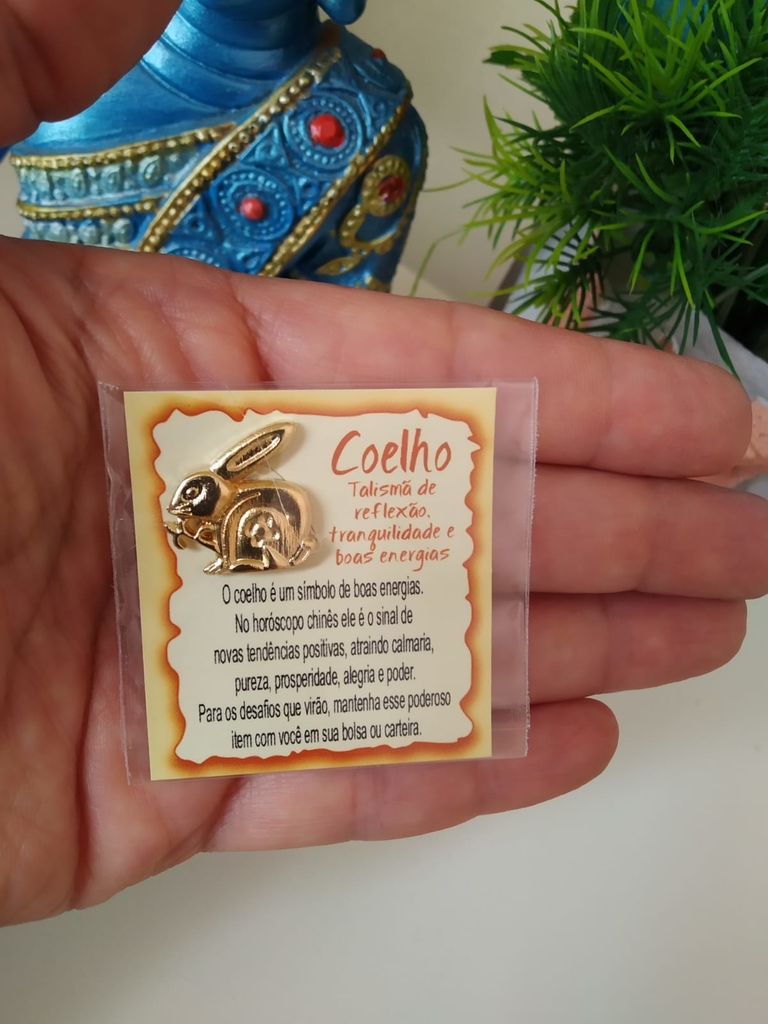 Coelho
Talismã de
reflexão.
tranquilidade e
boas energias
O coelho é um símbolo de boas energias.
No horóscopo chinês ele é o sinal de
novas tendências positivas, atraindo calmaria,
pureza, prosperidade, alegria e poder.
Para os desafios que virão, mantenha esse poderoso
item com você em sua bolsa ou carteira.